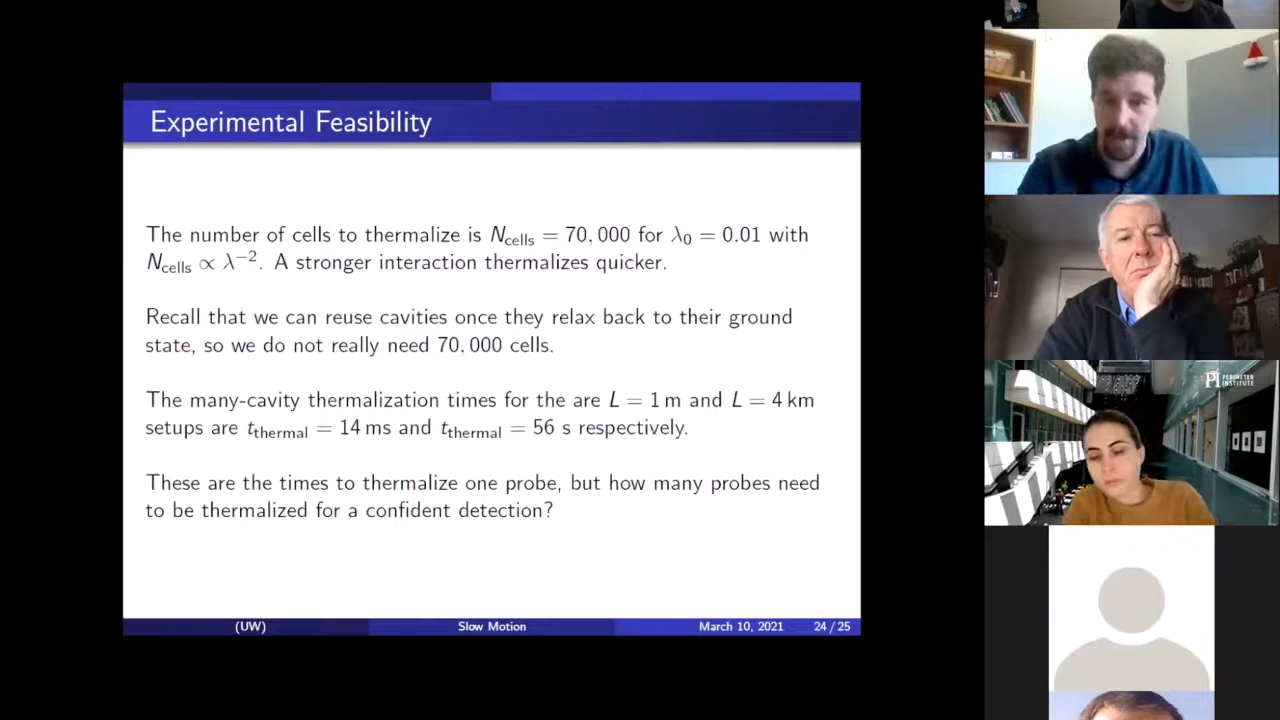 Experimental Feasibility
The number of cells to thermalize is N_cells = 70, 000 for λ₀ = 0.01 with
N_cells ∝ λ⁻². A stronger interaction thermalizes quicker.
Recall that we can reuse cavities once they relax back to their ground
state, so we do not really need 70, 000 cells.
The many-cavity thermalization times for the are L = 1 m and L = 4 km
setups are t_thermal = 14 ms and t_thermal = 56 s respectively.
These are the times to thermalize one probe, but how many probes need
to be thermalized for a confident detection?
(UW) Slow Motion March 10, 2021 24 / 25
PI PERIMETER
INSTITUTE